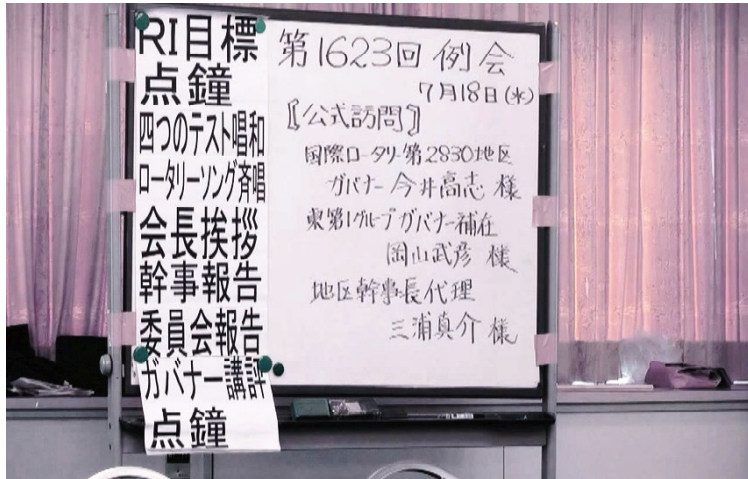 RI目標
点鐘
四つのテスト唱和
ロータリーソング斉唱
会長挨拶
幹事報告
委員会報告
ガバナー講評
点鐘
第1623回 例会
7月18日(水)
〖公式訪問〗
国際ロータリー第2830地区
ガバナー 今井高志 様
東第1グループガバナー補佐
岡山武彦 様
地区幹事長代理
三浦真介 様